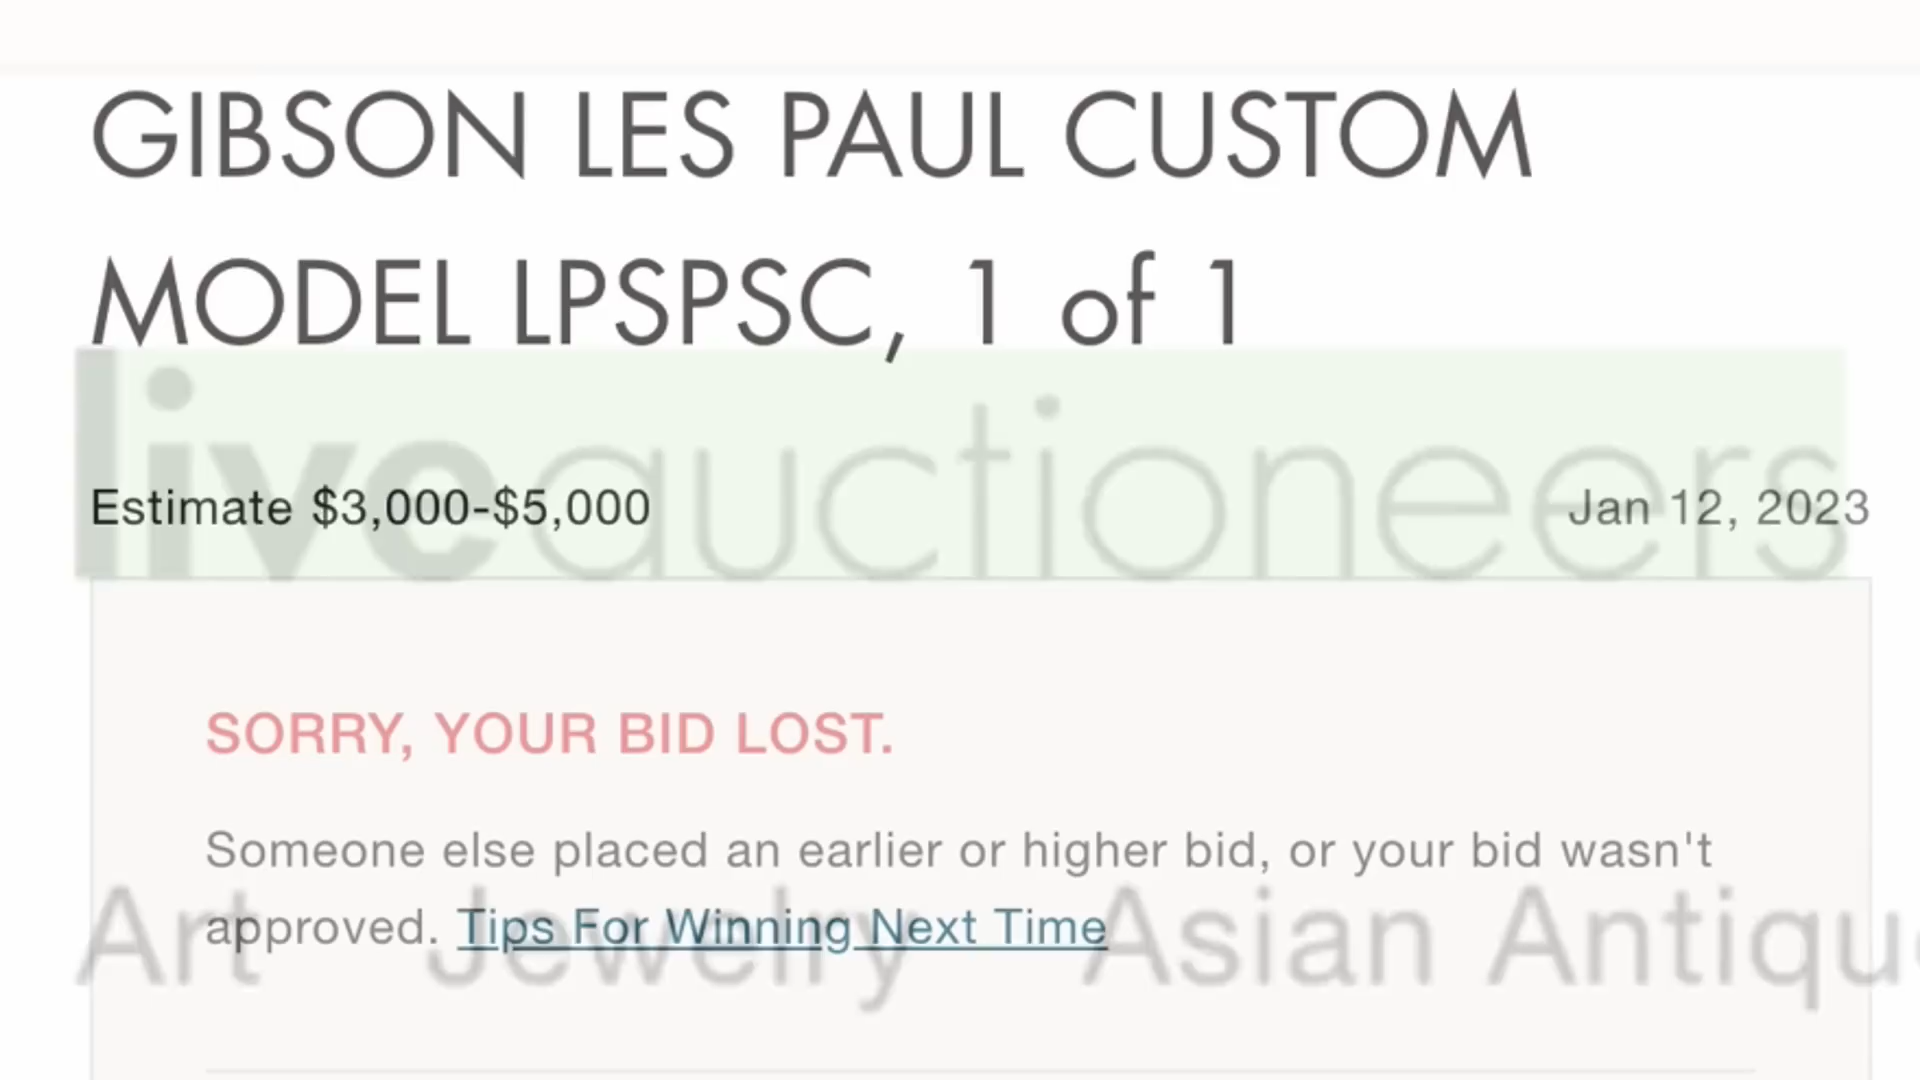 GIBSON LES PAUL CUSTOM
MODEL LPSPSC, 1 of 1
liveauctioneers
Estimate $3,000-$5,000 Jan 12, 2023
SORRY, YOUR BID LOST.
Someone else placed an earlier or higher bid, or your bid wasn't
approved. Tips For Winning Next Time
Art Jewelry Asian Antiqu